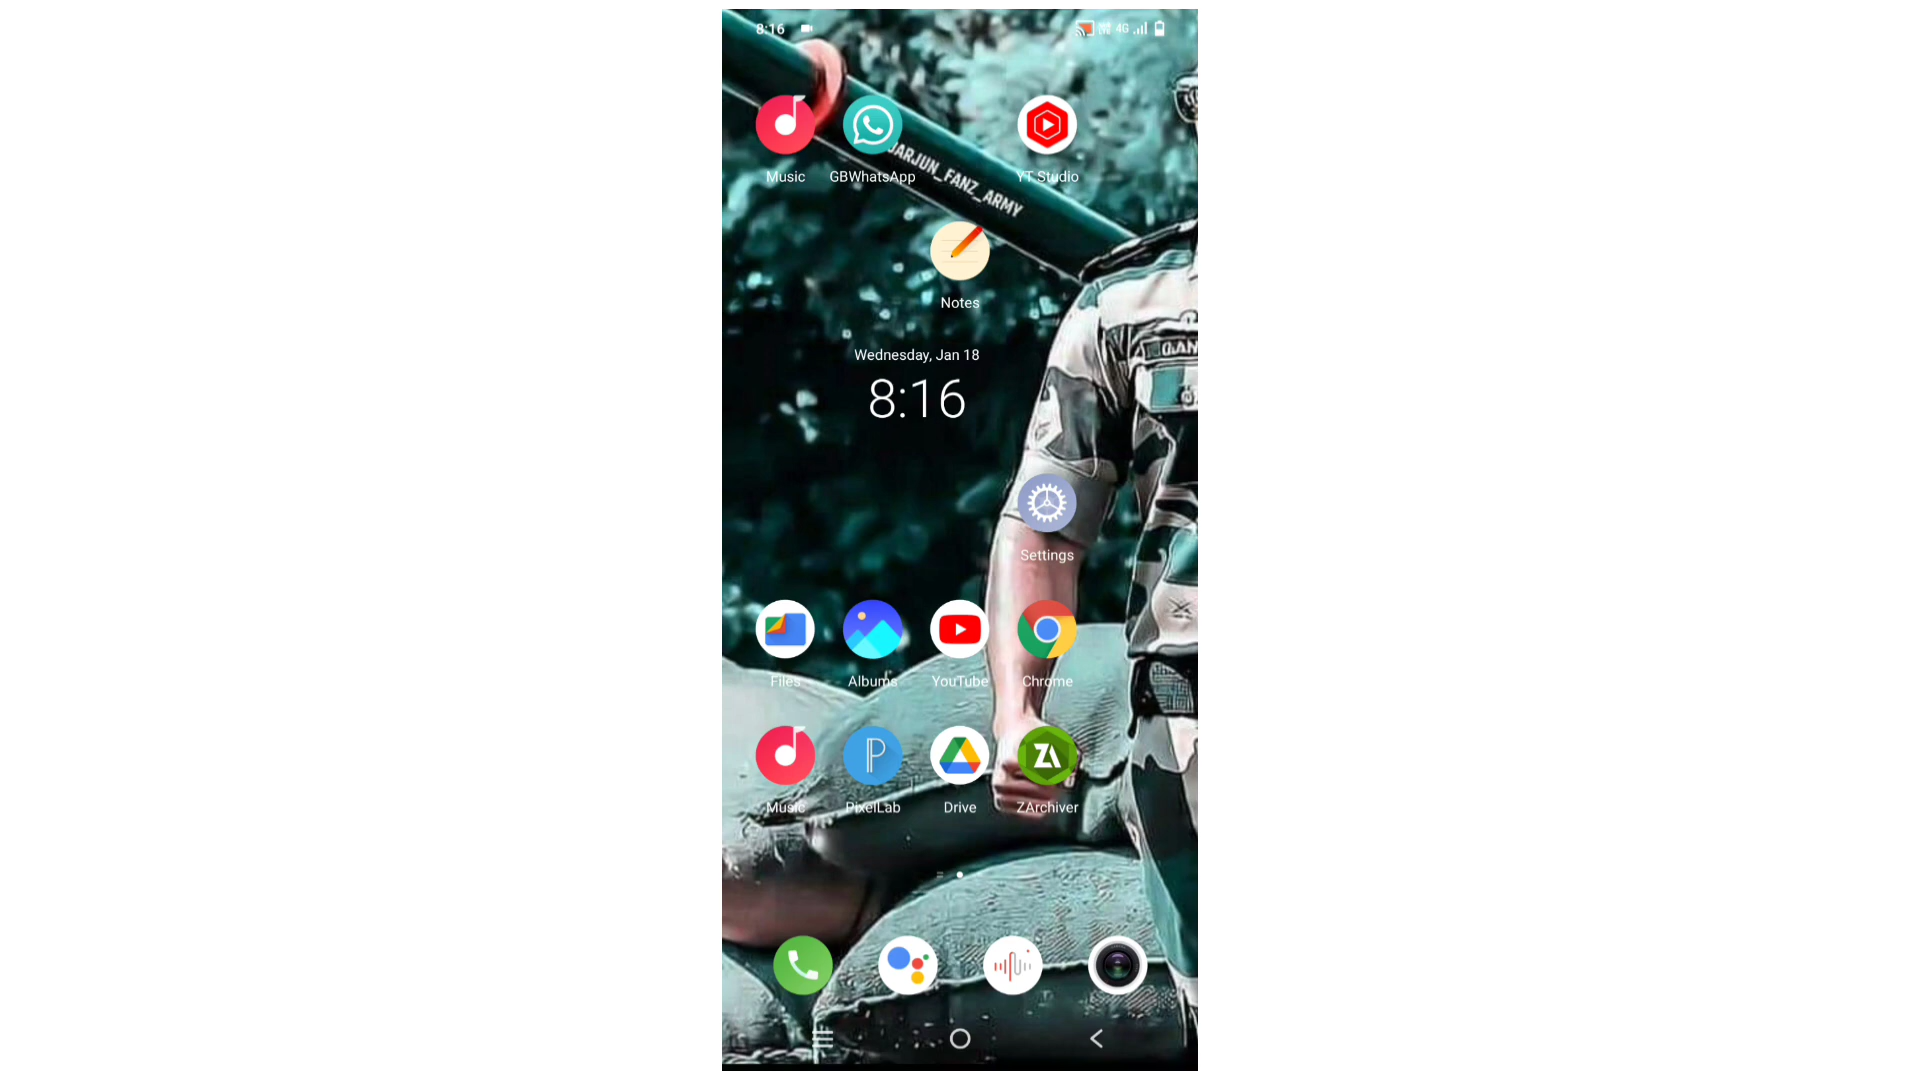 8:16
4G
Music
GBWhatsApp
YT Studio
ARJUN_FANZ_ARMY
Notes
Wednesday, Jan 18
8:16
Settings
Files
Albums
YouTube
Chrome
Music
PixelLab
Drive
ZArchiver